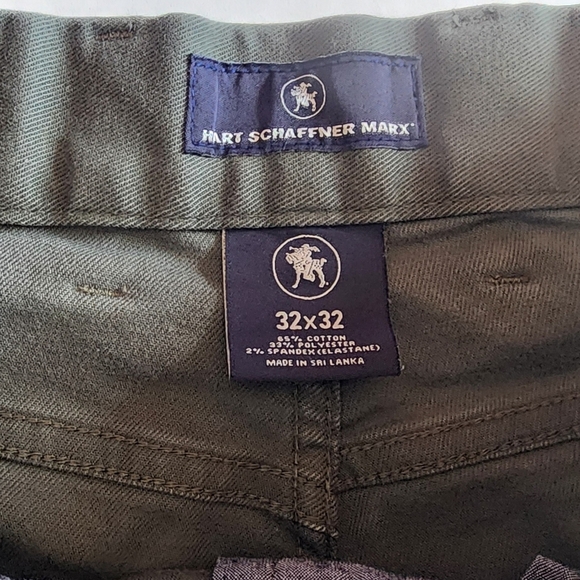 HART SCHAFFNER MARX®
32x32
65% COTTON
33% POLYESTER
2% SPANDEX(ELASTANE)
MADE IN SRI LANKA